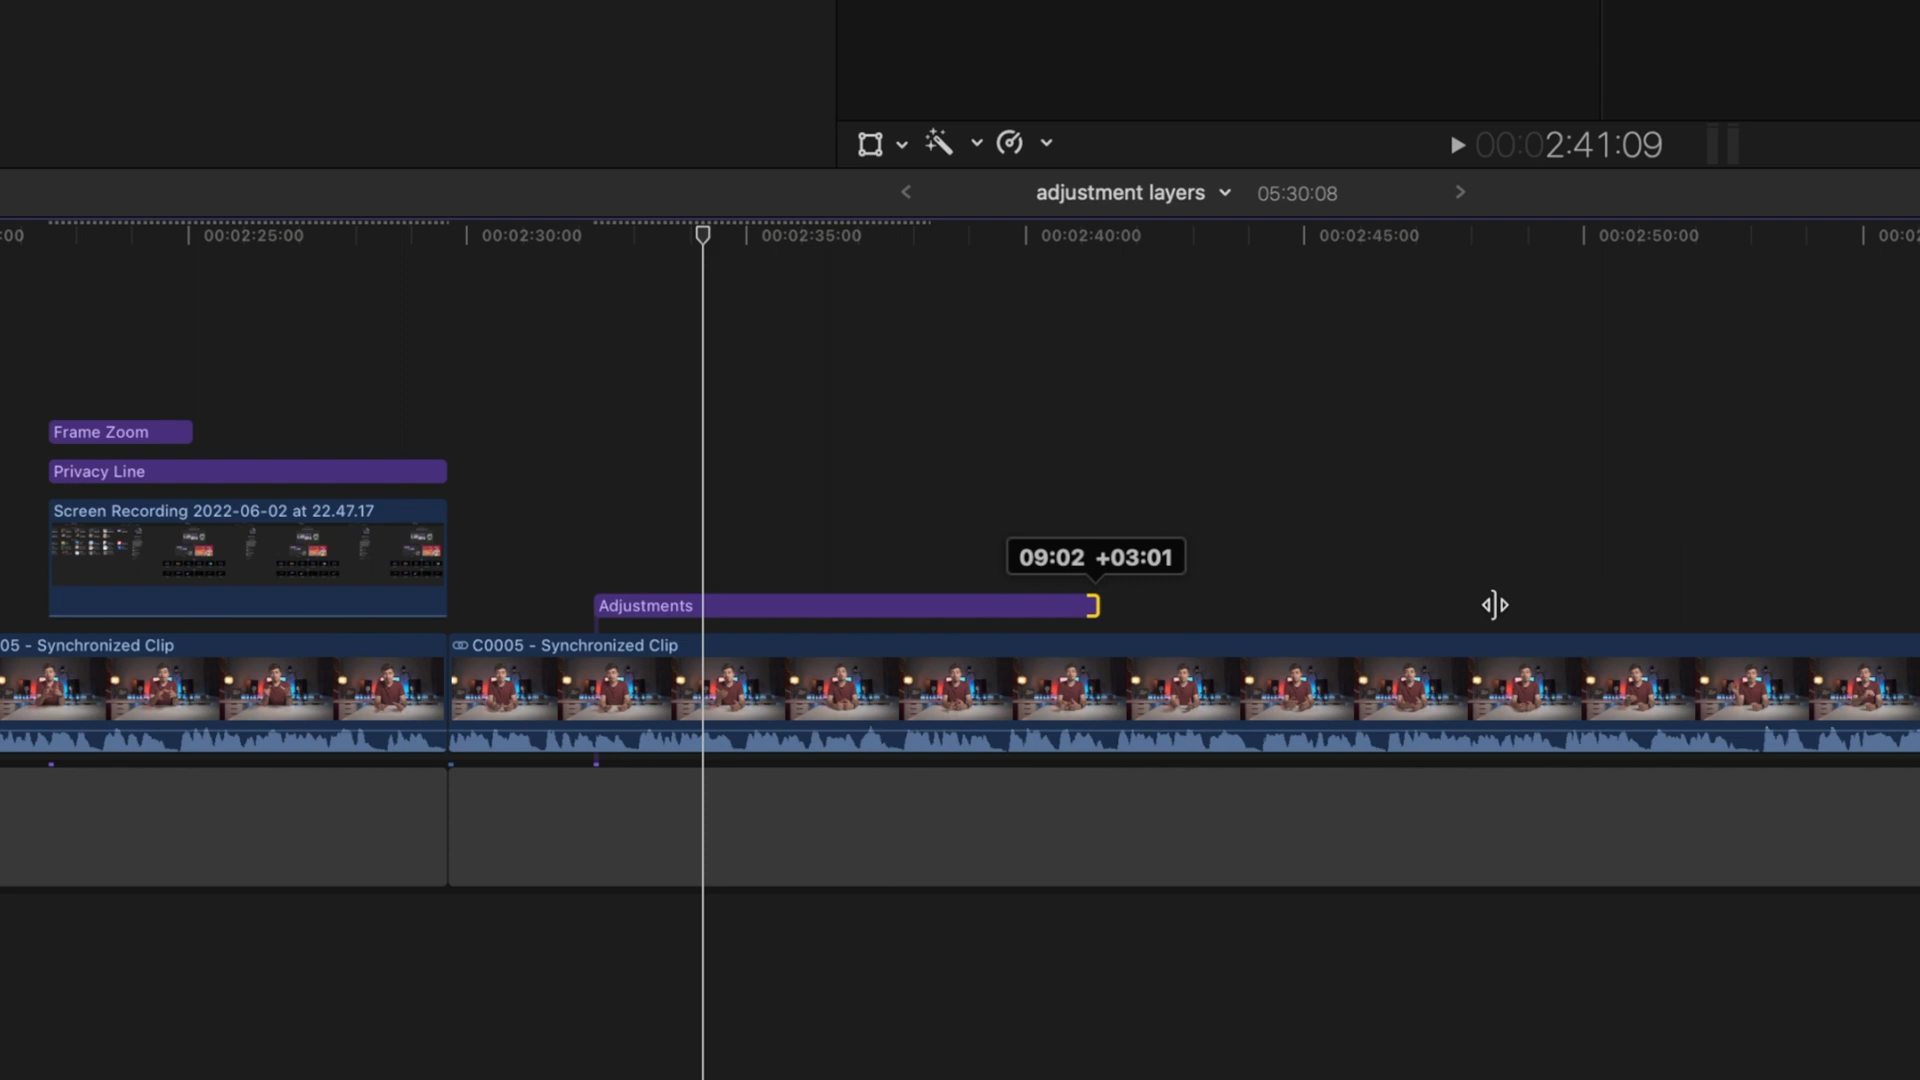 00:02:41:09
adjustment layers
05:30:08
:00
00:02:25:00
00:02:30:00
00:02:35:00
00:02:40:00
00:02:45:00
00:02:50:00
00:02
Frame Zoom
Privacy Line
Screen Recording 2022-06-02 at 22.47.17
09:02 +03:01
Adjustments
05 - Synchronized Clip
C0005 - Synchronized Clip